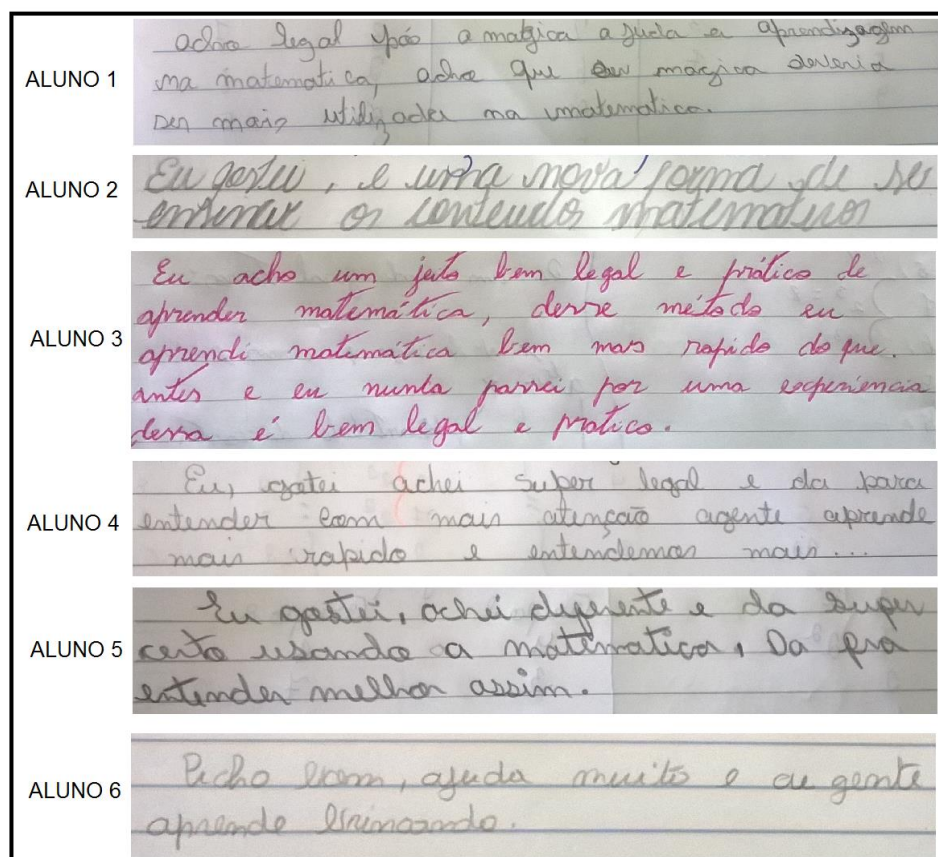 ALUNO 1
acho legal pós a magica ajuda a aprendizagem
na matematica, acho que a magica deveria
ser mais utilizada na matematica.
ALUNO 2
Eu gostei, e uma nova forma de se
ensinar os conteudos matematicos
ALUNO 3
Eu acho um jeito bem legal e prático de
aprender matemática, desse método eu
aprendi matemática bem mas rapido do que.
antes e eu nunca passei por uma experiencia
dessa é bem legal e pratico.
ALUNO 4
Eu, gotei achei super legal e da para
entender com mais atenção agente aprende
mais rapido e entendemos mais...
ALUNO 5
Eu gostei, achei diferente e da super
certo usando a matematica, Da pra
entender melhor assim.
ALUNO 6
Acho bom, ajuda muito e a gente
aprende brincando.